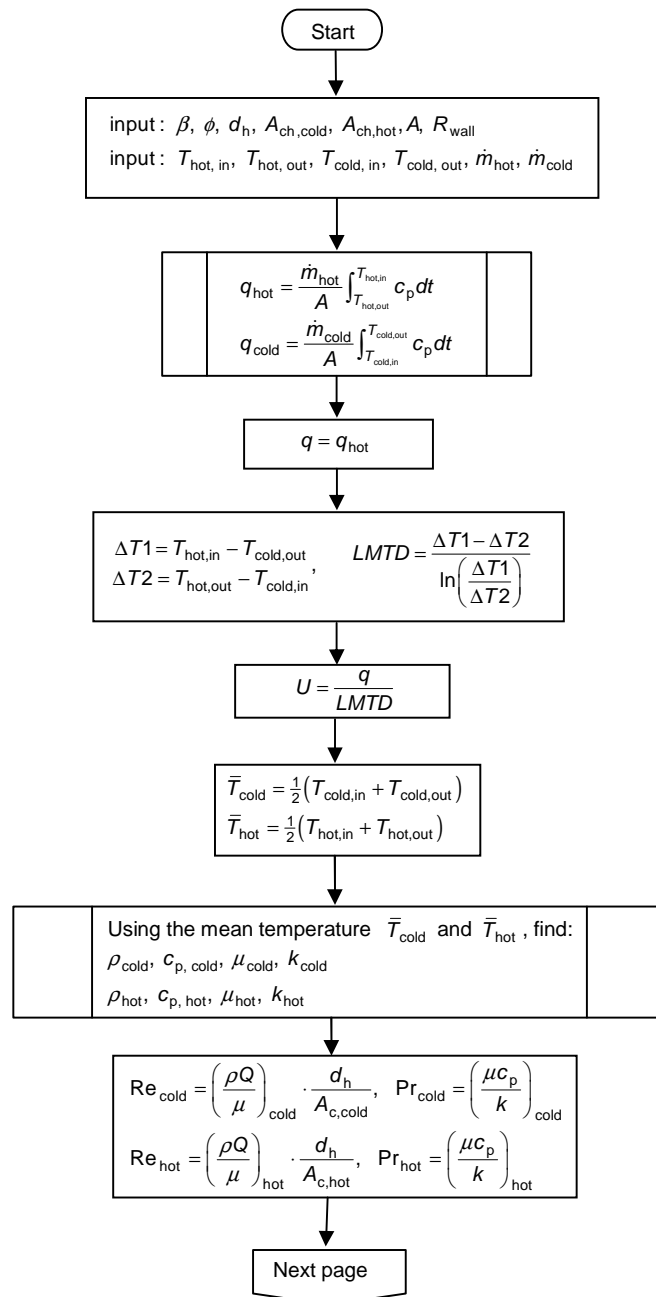 Start
input : β, ϕ, d_h, A_ch,cold, A_ch,hot, A, R_wall
input : T_hot, in, T_hot, out, T_cold, in, T_cold, out, ṁ_hot, ṁ_cold
q_hot = ṁ_hot/A ∫_{T_hot,out}^{T_hot,in} c_p dt
q_cold = ṁ_cold/A ∫_{T_cold,in}^{T_cold,out} c_p dt
q = q_hot
ΔT1 = T_hot,in − T_cold,out
ΔT2 = T_hot,out − T_cold,in ,
LMTD = (ΔT1 − ΔT2)/ln(ΔT1/ΔT2)
U = q/LMTD
T̄_cold = ½(T_cold,in + T_cold,out)
T̄_hot = ½(T_hot,in + T_hot,out)
Using the mean temperature T̄_cold and T̄_hot , find:
ρ_cold, c_p, cold, μ_cold, k_cold
ρ_hot, c_p, hot, μ_hot, k_hot
Re_cold = (ρQ/μ)_cold · d_h/A_c,cold, Pr_cold = (μc_p/k)_cold
Re_hot = (ρQ/μ)_hot · d_h/A_c,hot, Pr_hot = (μc_p/k)_hot
Next page